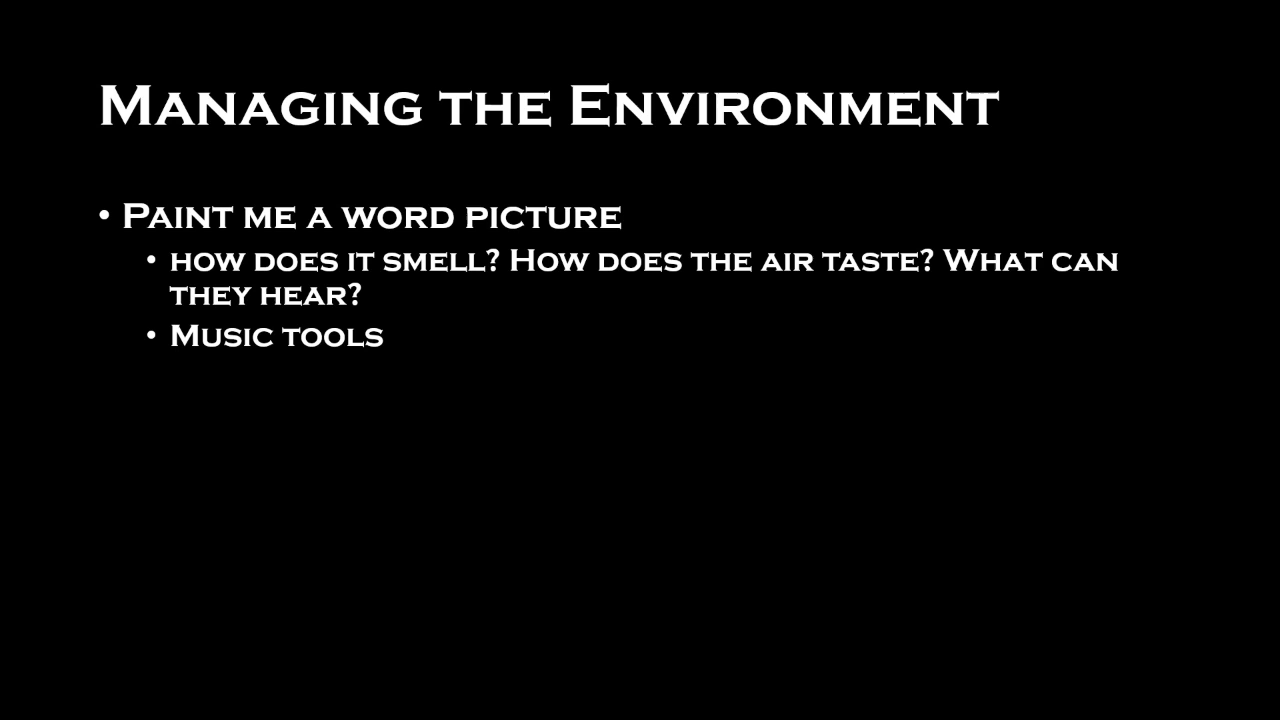 Managing the Environment
• Paint me a word picture
• how does it smell? How does the air taste? What can
they hear?
• Music tools